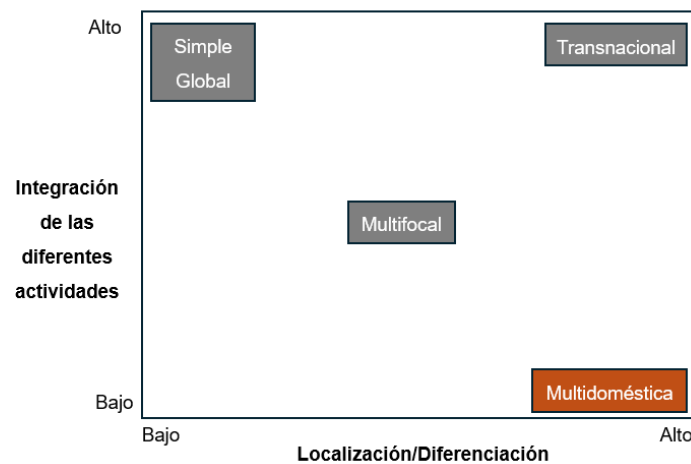 Alto
Simple
Global
Transnacional
Integración
de las
diferentes
actividades
Multifocal
Multidoméstica
Bajo
Bajo
Alto
Localización/Diferenciación